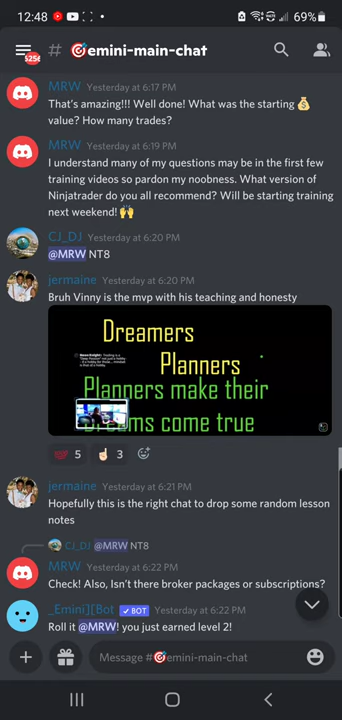 12:48
69%
5256
# 🎯emini-main-chat
MRW Yesterday at 6:17 PM
That's amazing!!! Well done! What was the starting 💰
value? How many trades?
MRW Yesterday at 6:19 PM
I understand many of my questions may be in the first few
training videos so pardon my noobness. What version of
Ninjatrader do you all recommend? Will be starting training
next weekend! 🙌
CJ_DJ Yesterday at 6:20 PM
@MRW NT8
jermaine Yesterday at 6:20 PM
Bruh Vinny is the mvp with his teaching and honesty
Dreamers
Planners
Planners make their
Dreams come true
5
3
jermaine Yesterday at 6:21 PM
Hopefully this is the right chat to drop some random lesson
notes
CJ_DJ @MRW NT8
MRW Yesterday at 6:22 PM
Check! Also, Isn't there broker packages or subscriptions?
_Emini][Bot ✓ BOT Yesterday at 6:22 PM
Roll it @MRW! you just earned level 2!
Message #🎯emini-main-chat